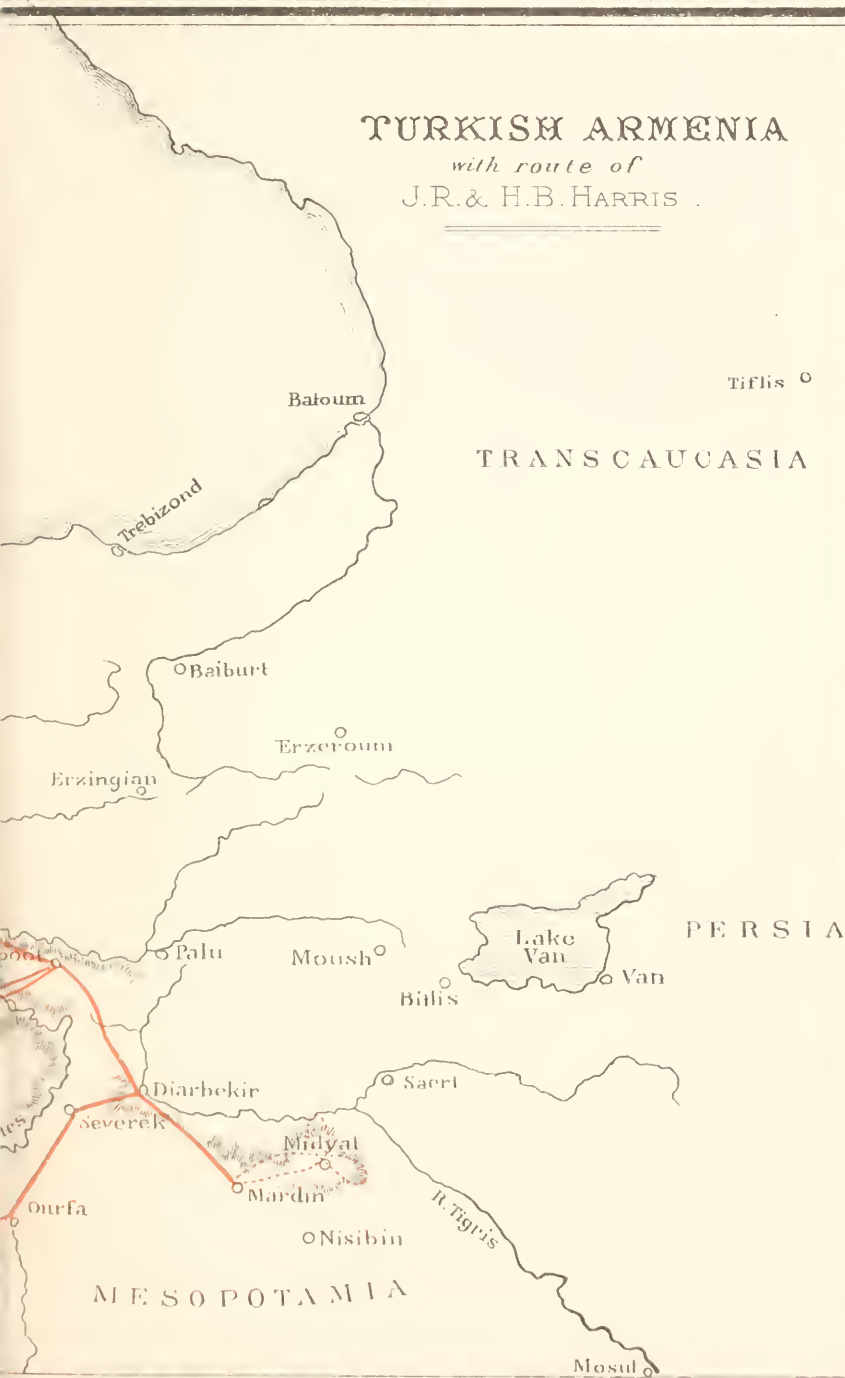 TURKISH ARMENIA
with route of
J.R. & H.B. HARRIS .
Tiflis
Batoum
TRANSCAUCASIA
Trebizond
Baiburt
Erzeroum
Erzingian
PERSIA
Lake
Van
poot
Palu
Moush
Van
Bitlis
Diarbekir
Saert
Severek
Midyat
Mardin
R. Tigris
Ourfa
Nisibin
MESOPOTAMIA
Mosul